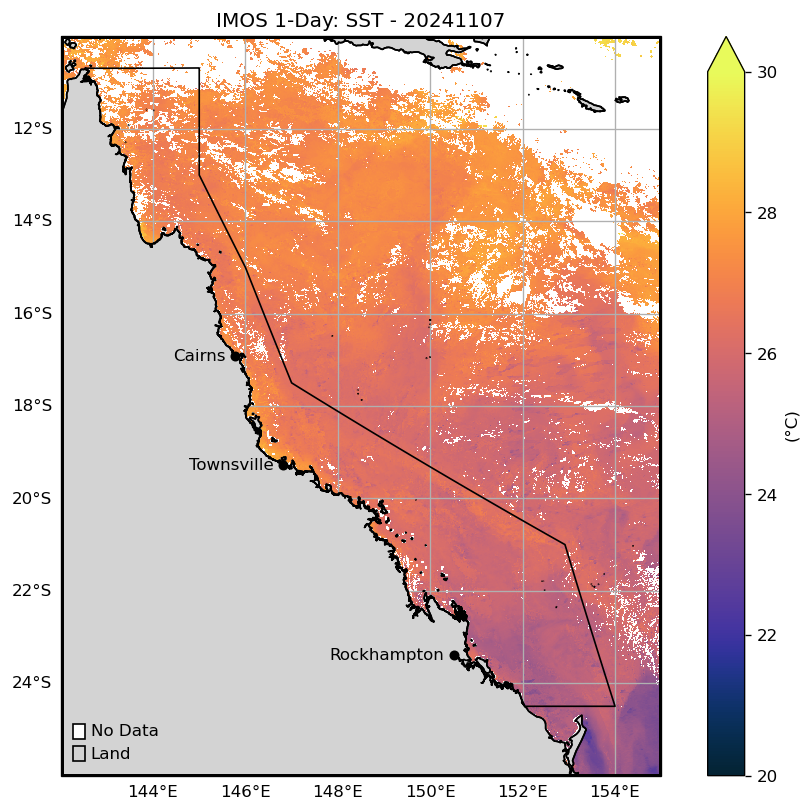 IMOS 1-Day: SST - 20241107
12°S
14°S
16°S
18°S
20°S
22°S
24°S
Cairns
Townsville
Rockhampton
No Data
Land
144°E 146°E 148°E 150°E 152°E 154°E
30
28
26
24
22
20
(°C)